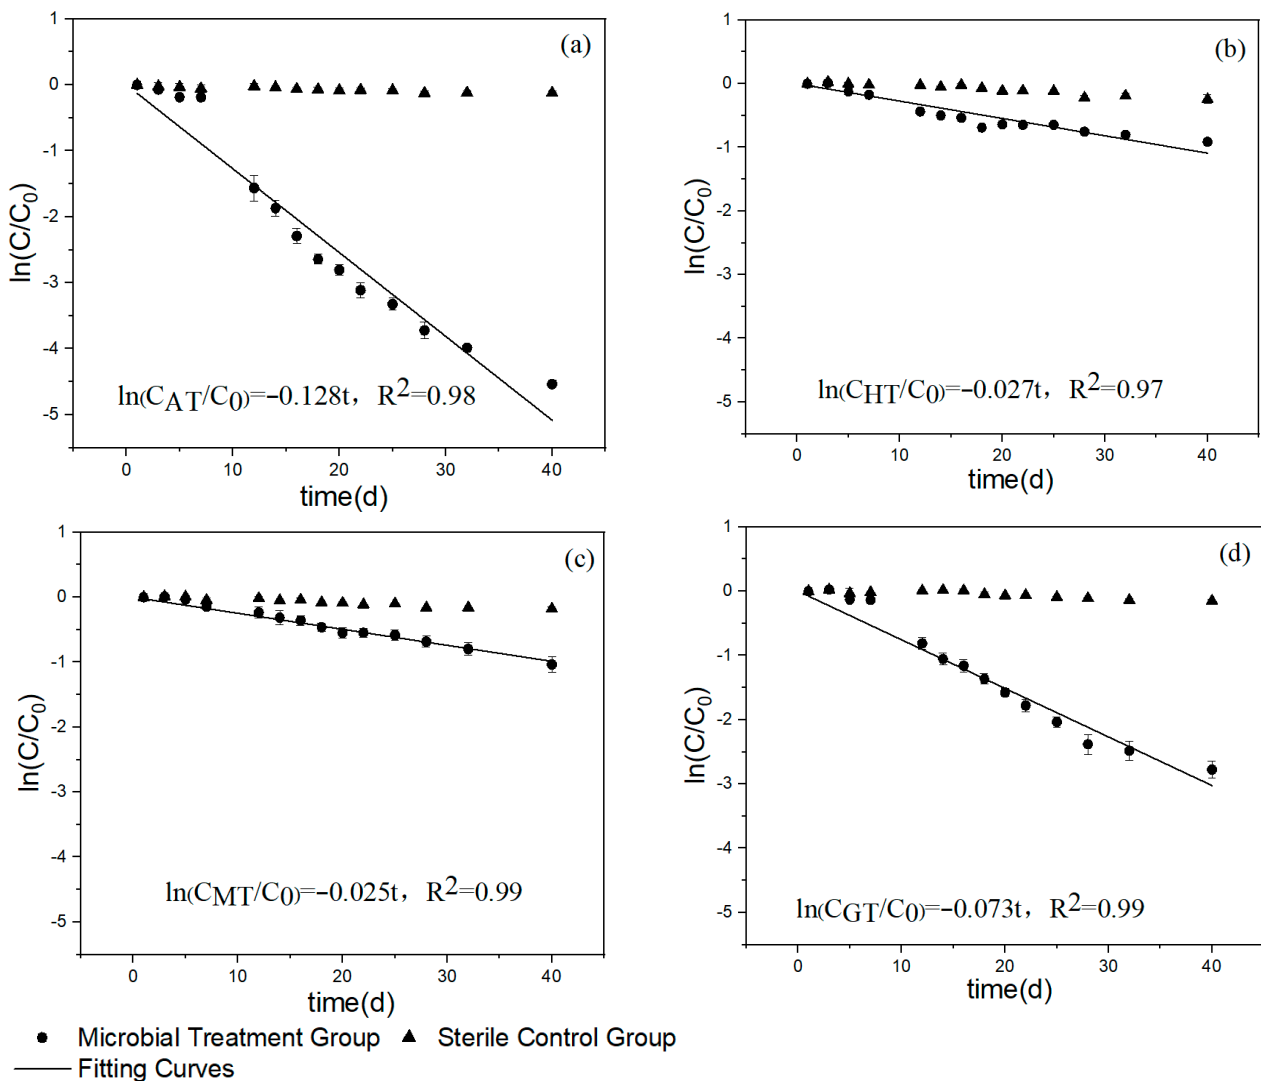 (a)
1
0
-1
-2
-3
-4
-5
ln(C/C0)
ln(CAT/C0)=−0.128t, R2=0.98
0 10 20 30 40
time(d)
(b)
1
0
-1
-2
-3
-4
-5
ln(C/C0)
ln(CHT/C0)=−0.027t, R2=0.97
0 10 20 30 40
time(d)
(c)
1
0
-1
-2
-3
-4
-5
ln(C/C0)
ln(CMT/C0)=−0.025t, R2=0.99
0 10 20 30 40
time(d)
(d)
1
0
-1
-2
-3
-4
-5
ln(C/C0)
ln(CGT/C0)=−0.073t, R2=0.99
0 10 20 30 40
time(d)
Microbial Treatment Group Sterile Control Group
Fitting Curves